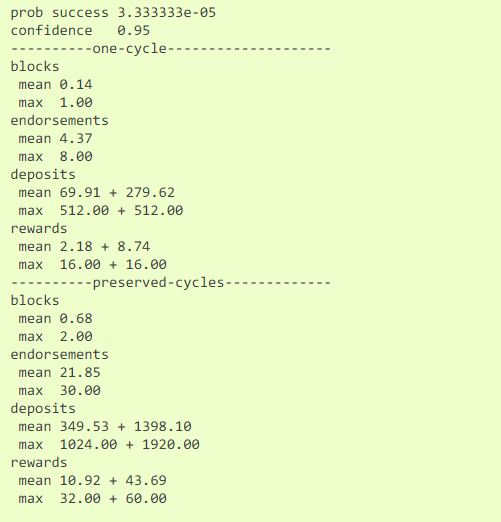 prob success 3.333333e-05
confidence   0.95
----------one-cycle--------------------
blocks
 mean 0.14
 max  1.00
endorsements
 mean 4.37
 max  8.00
deposits
 mean 69.91 + 279.62
 max  512.00 + 512.00
rewards
 mean 2.18 + 8.74
 max  16.00 + 16.00
----------preserved-cycles-------------
blocks
 mean 0.68
 max  2.00
endorsements
 mean 21.85
 max  30.00
deposits
 mean 349.53 + 1398.10
 max  1024.00 + 1920.00
rewards
 mean 10.92 + 43.69
 max  32.00 + 60.00